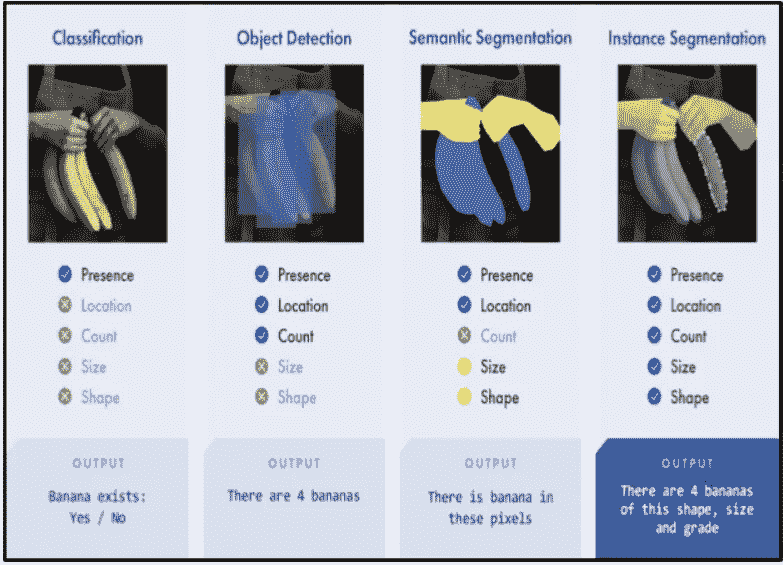 Classification
Presence
Location
Count
Size
Shape
OUTPUT
Banana exists:
Yes / No
Object Detection
Presence
Location
Count
Size
Shape
OUTPUT
There are 4 bananas
Semantic Segmentation
Presence
Location
Count
Size
Shape
OUTPUT
There is banana in
these pixels
Instance Segmentation
Presence
Location
Count
Size
Shape
OUTPUT
There are 4 bananas
of this shape, size
and grade